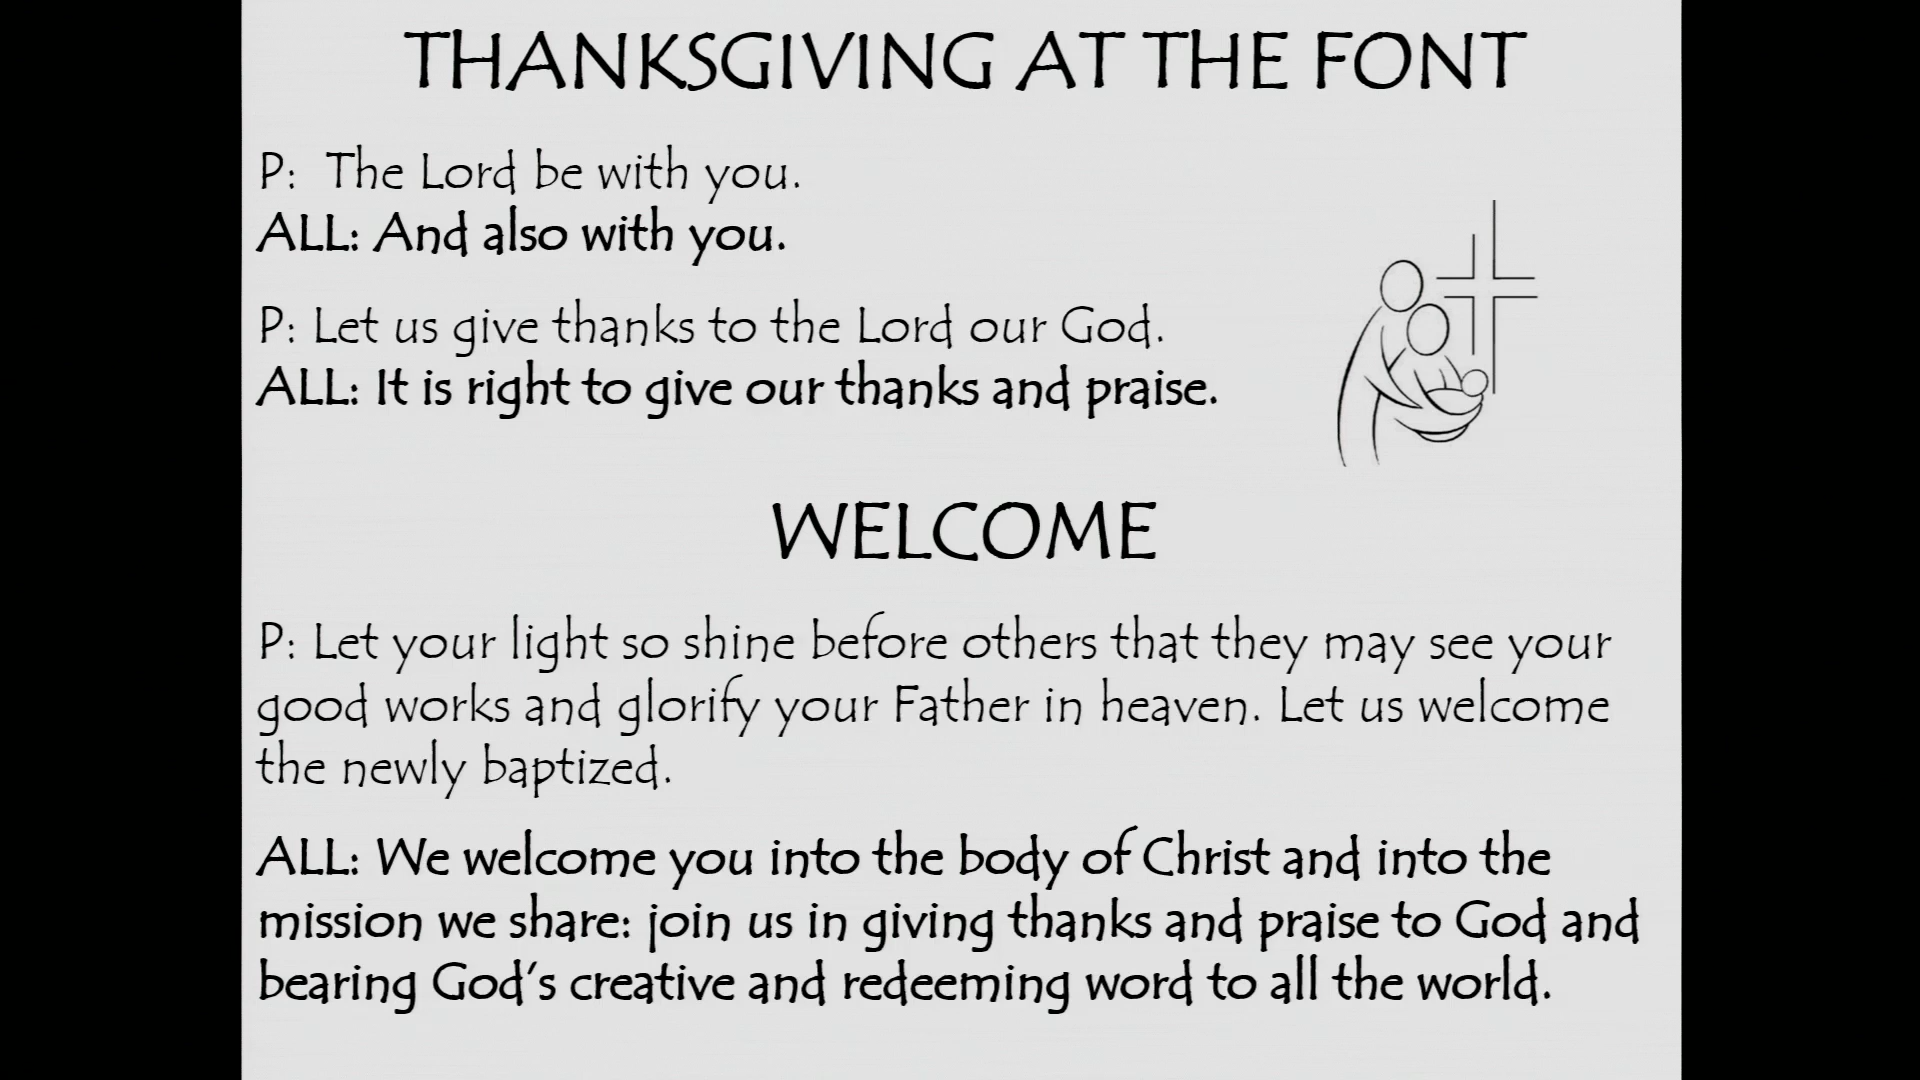 THANKSGIVING AT THE FONT
P: The Lord be with you.
ALL: And also with you.
P: Let us give thanks to the Lord our God.
ALL: It is right to give our thanks and praise.
WELCOME
P: Let your light so shine before others that they may see your
good works and glorify your Father in heaven. Let us welcome
the newly baptized.
ALL: We welcome you into the body of Christ and into the
mission we share: join us in giving thanks and praise to God and
bearing God's creative and redeeming word to all the world.